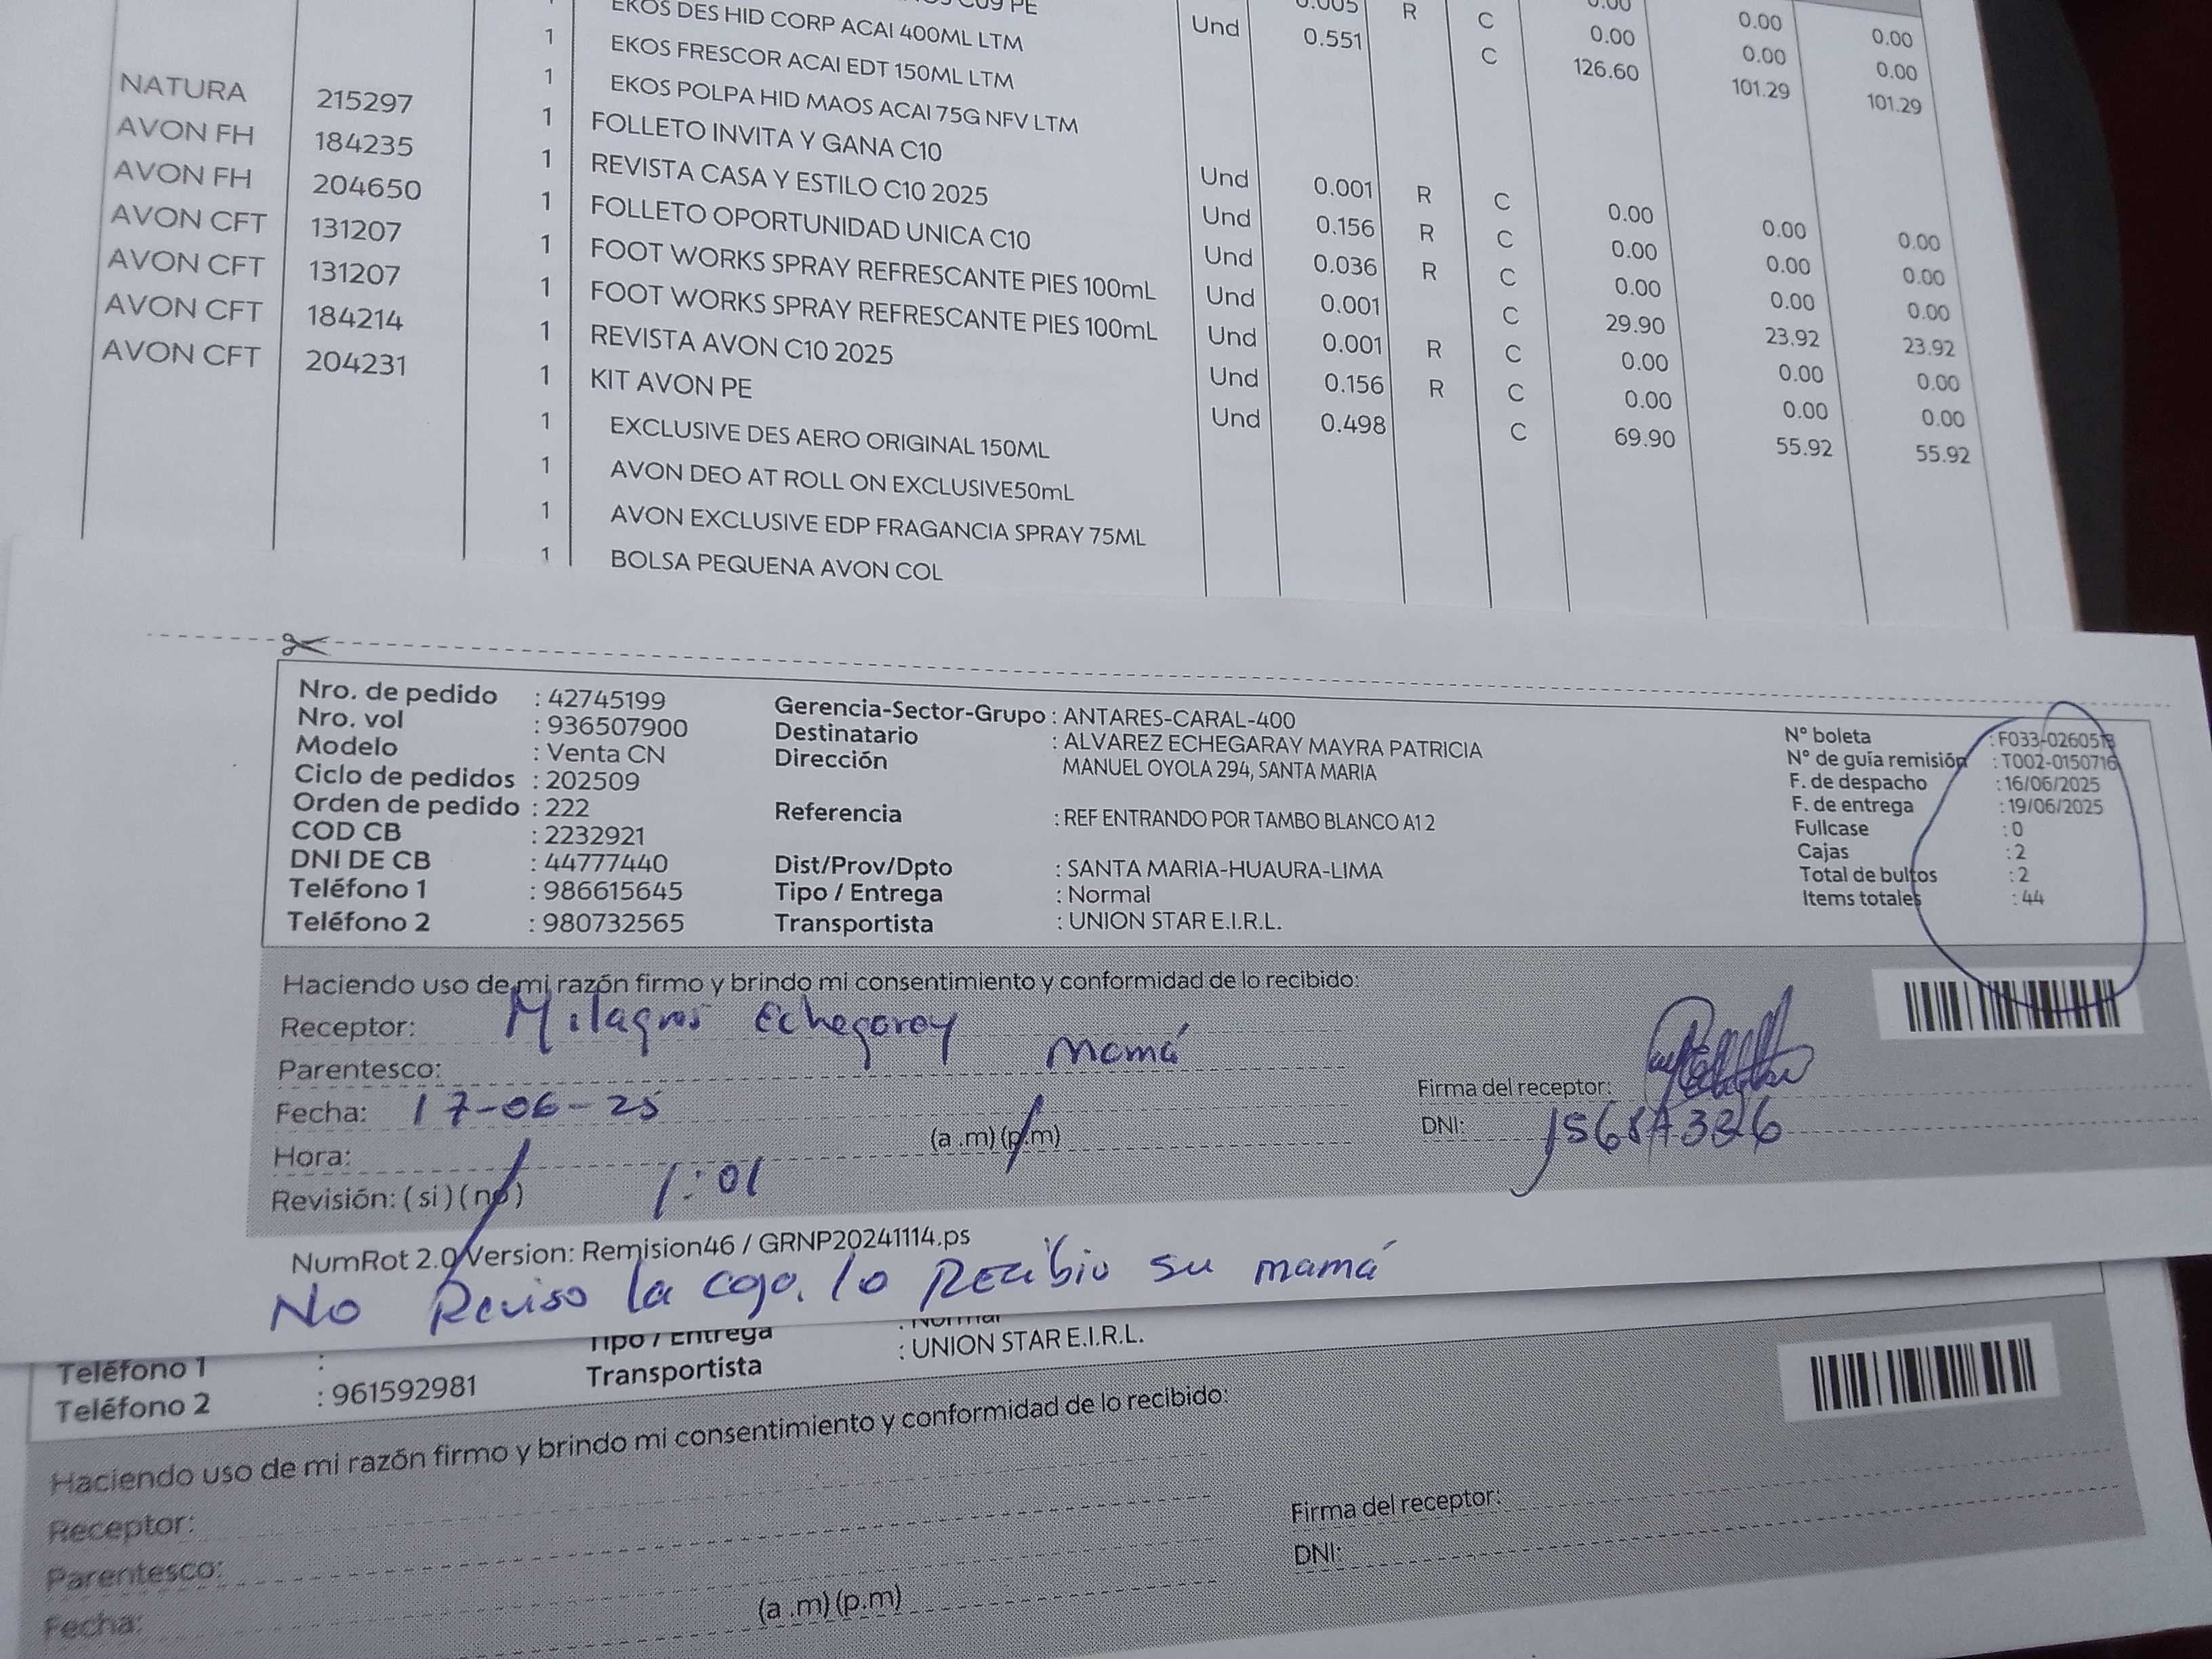 EKOS DES HID CORP ACAI 400ML LTM Und 0.551 C 0.00 0.00 0.00
1 EKOS FRESCOR ACAI EDT 150ML LTM C 126.60 101.29 101.29
1 EKOS POLPA HID MAOS ACAI 75G NFV LTM
NATURA 215297 1 FOLLETO INVITA Y GANA C10 Und 0.001 R C 0.00 0.00 0.00
AVON FH 184235 1 REVISTA CASA Y ESTILO C10 2025 Und 0.156 R C 0.00 0.00 0.00
AVON FH 204650 1 FOLLETO OPORTUNIDAD UNICA C10 Und 0.036 R C 0.00 0.00 0.00
AVON CFT 131207 1 FOOT WORKS SPRAY REFRESCANTE PIES 100mL Und 0.001 C 29.90 23.92 23.92
AVON CFT 131207 1 FOOT WORKS SPRAY REFRESCANTE PIES 100mL Und 0.001 R C 0.00 0.00 0.00
AVON CFT 184214 1 REVISTA AVON C10 2025 Und 0.156 R C 0.00 0.00 0.00
AVON CFT 204231 1 KIT AVON PE Und 0.498 C 69.90 55.92 55.92
1 EXCLUSIVE DES AERO ORIGINAL 150ML
1 AVON DEO AT ROLL ON EXCLUSIVE50mL
1 AVON EXCLUSIVE EDP FRAGANCIA SPRAY 75ML
1 BOLSA PEQUENA AVON COL
Nro. de pedido : 42745199
Nro. vol : 936507900
Modelo : Venta CN
Ciclo de pedidos : 202509
Orden de pedido : 222
COD CB : 2232921
DNI DE CB : 44777440
Teléfono 1 : 986615645
Teléfono 2 : 980732565
Gerencia-Sector-Grupo : ANTARES-CARAL-400
Destinatario : ALVAREZ ECHEGARAY MAYRA PATRICIA
Dirección MANUEL OYOLA 294, SANTA MARIA
Referencia : REF ENTRANDO POR TAMBO BLANCO A12
Dist/Prov/Dpto : SANTA MARIA-HUAURA-LIMA
Tipo / Entrega : Normal
Transportista : UNION STAR E.I.R.L.
N° boleta : F033-0260513
N° de guía remisión : T002-0150716
F. de despacho : 16/06/2025
F. de entrega : 19/06/2025
Fullcase : 0
Cajas : 2
Total de bultos : 2
Items totales : 44
Haciendo uso de mi razón firmo y brindo mi consentimiento y conformidad de lo recibido:
Receptor: Milagros Echegaray
Parentesco: mamá
Fecha: 17-06-25
Hora: 1:01 (a .m) (p.m)
Revisión: (si) (no)
Firma del receptor:
DNI:
NumRot 2.0 Version: Remision46 / GRNP20241114.ps
No Reviso la caja. lo Recibio su mamá
Tipo / Entrega : Normal
Teléfono 1 :
Teléfono 2 : 961592981
Transportista : UNION STAR E.I.R.L.
Haciendo uso de mi razón firmo y brindo mi consentimiento y conformidad de lo recibido:
Receptor:
Parentesco:
Fecha:
(a .m) (p.m)
Firma del receptor:
DNI: